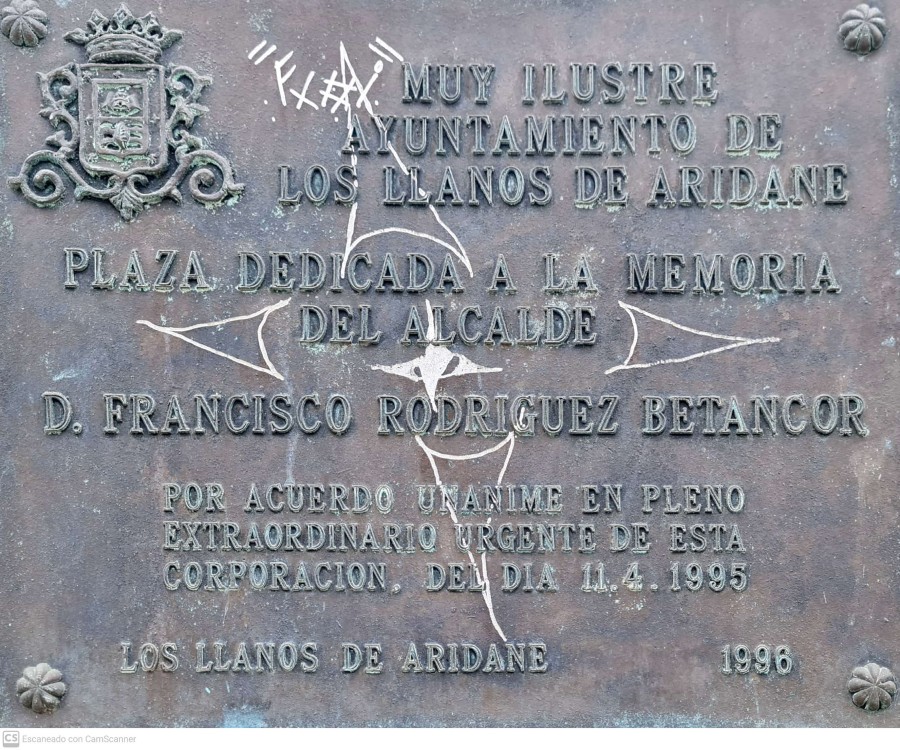 MUY ILUSTRE
AYUNTAMIENTO DE
LOS LLANOS DE ARIDANE
PLAZA DEDICADA A LA MEMORIA
DEL ALCALDE
D. FRANCISCO RODRIGUEZ BETANCOR
POR ACUERDO UNANIME EN PLENO
EXTRAORDINARIO URGENTE DE ESTA
CORPORACION, DEL DIA 11.4.1995
LOS LLANOS DE ARIDANE 1996
CS Escaneado con CamScanner